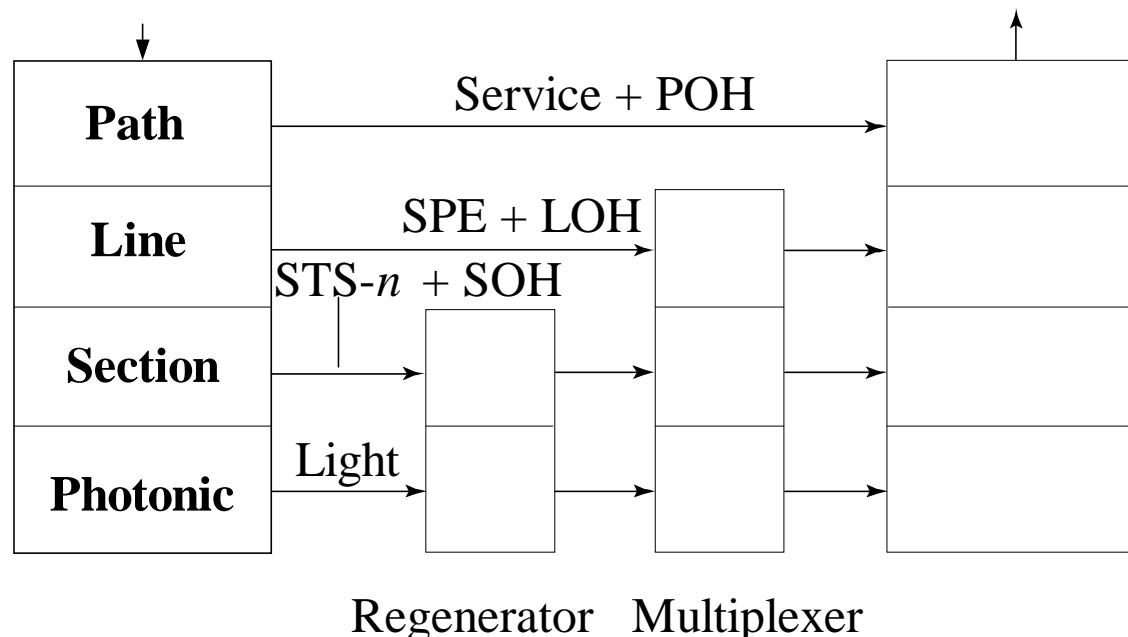 Service + POH
Path
SPE + LOH
Line
STS-n + SOH
Section
Light
Photonic
Regenerator Multiplexer